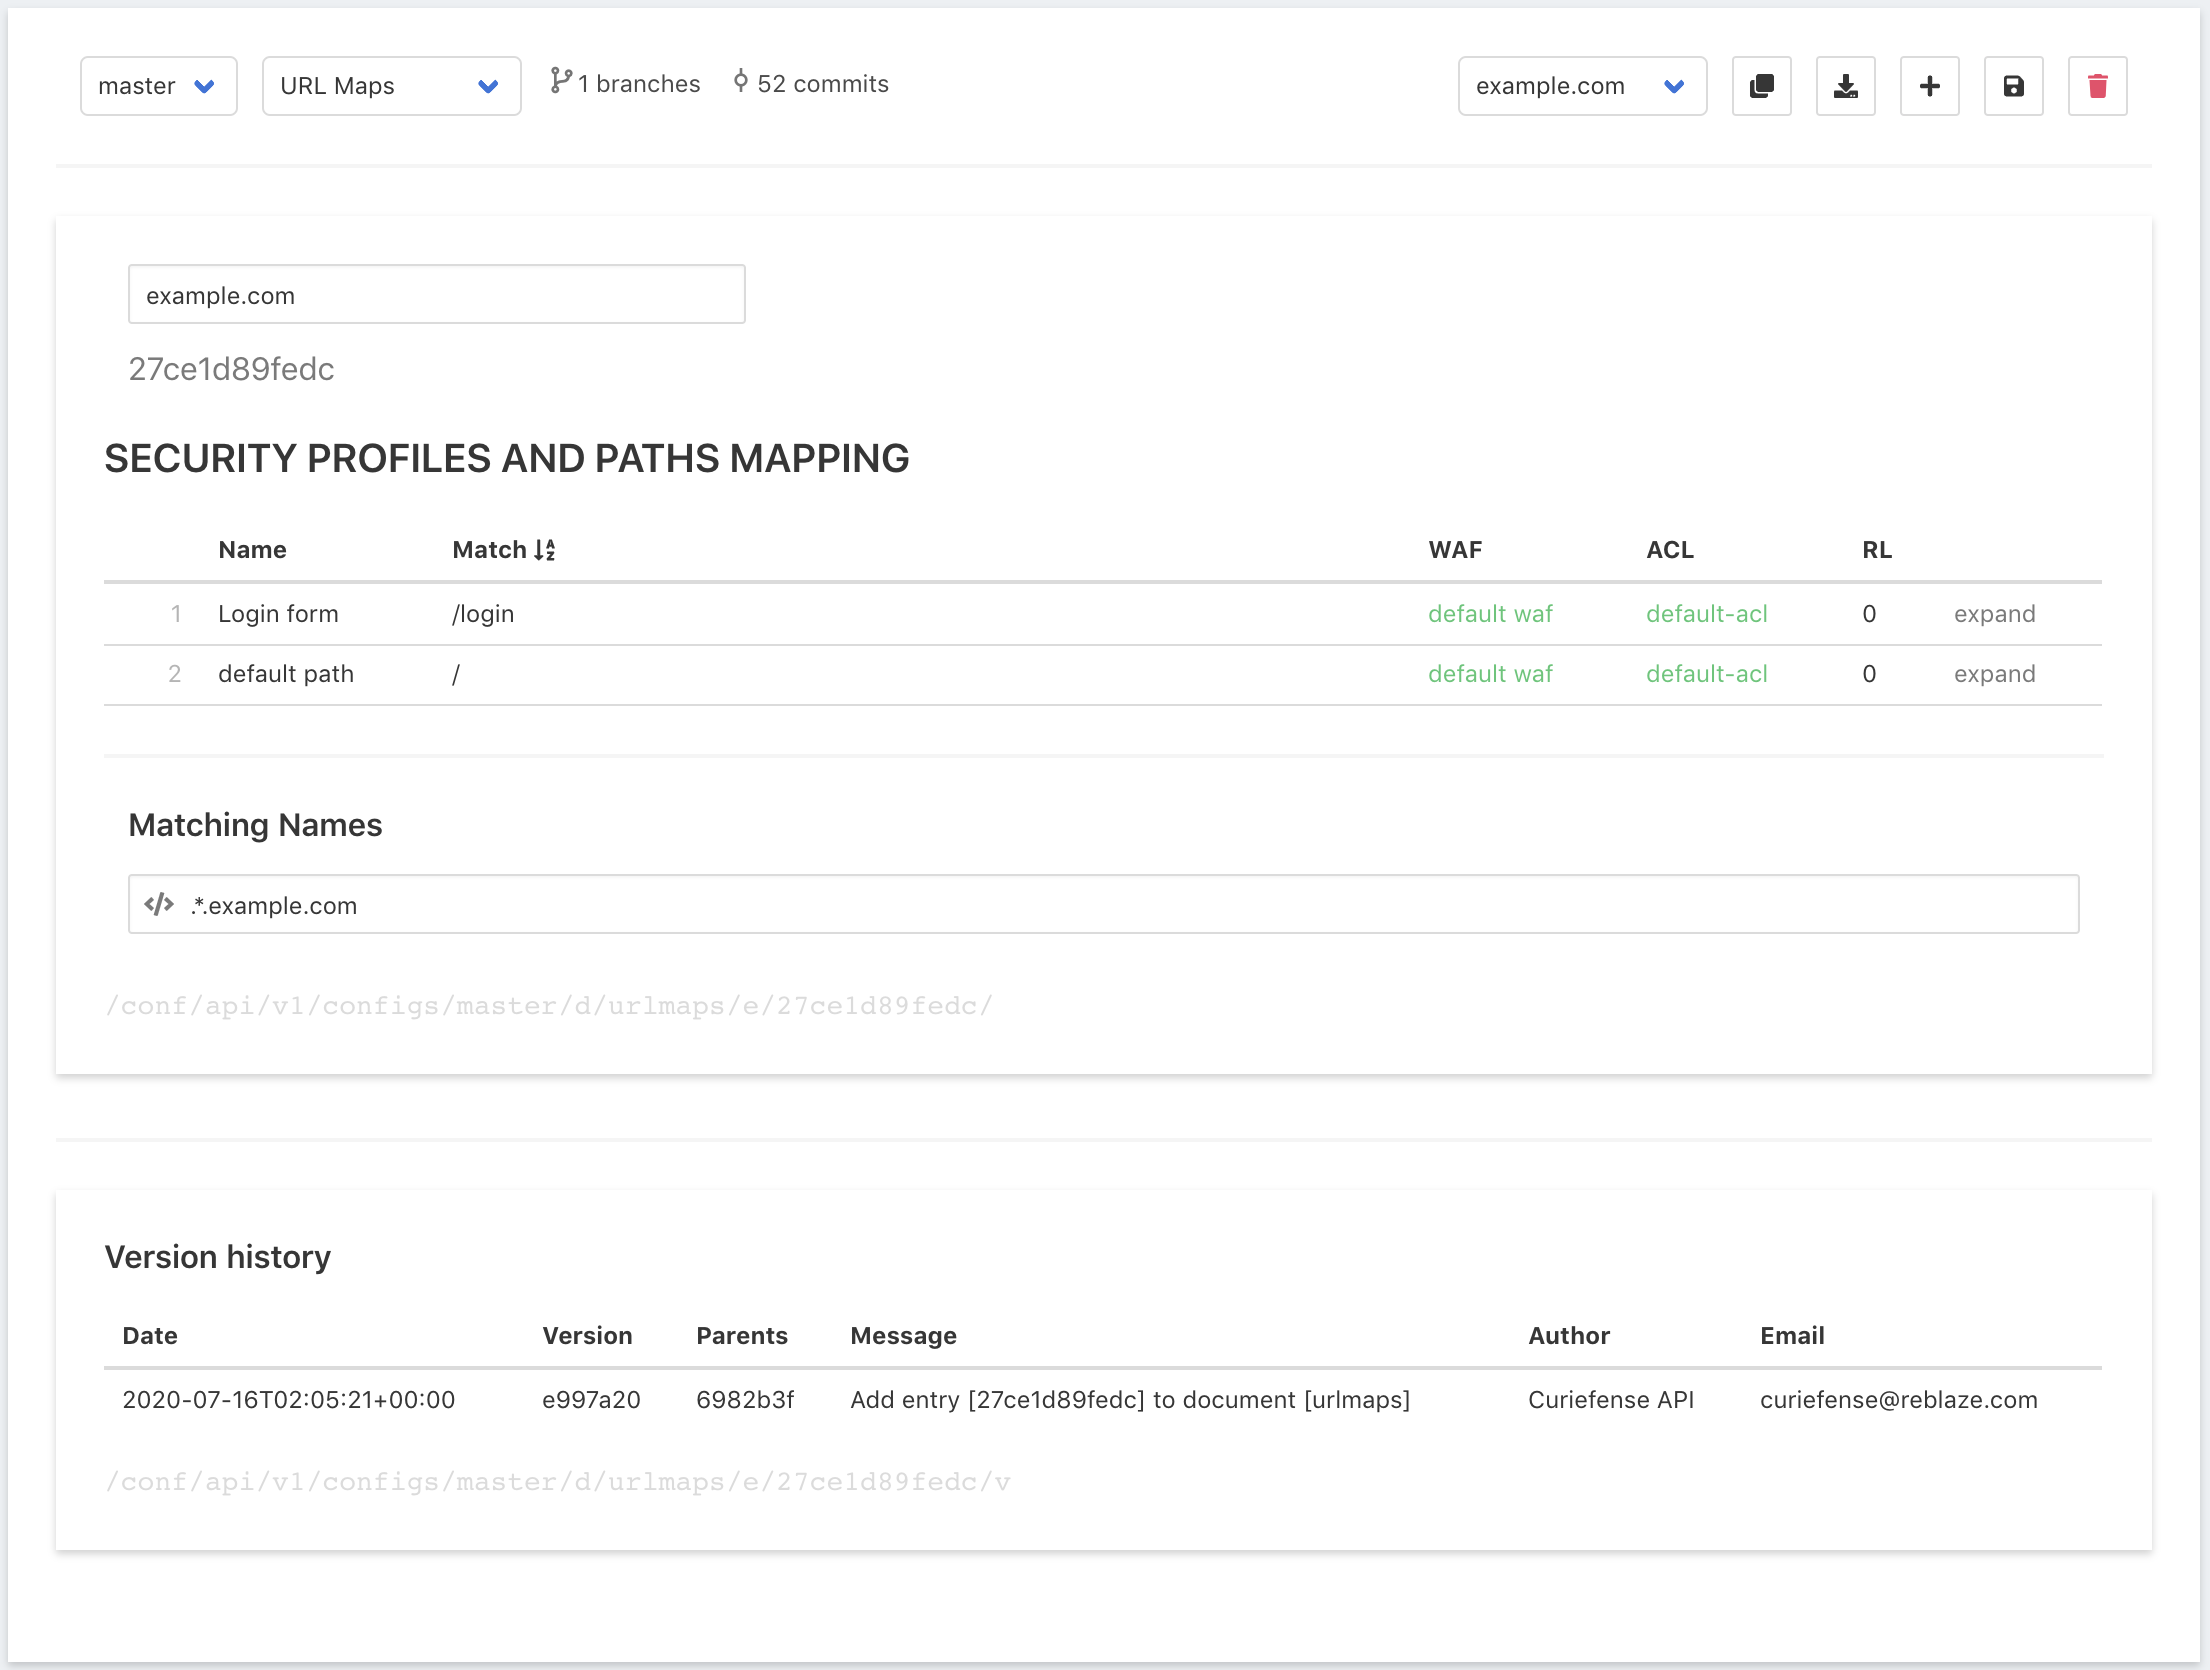 master URL Maps 1 branches 52 commits example.com
example.com
27ce1d89fedc
SECURITY PROFILES AND PATHS MAPPING
Name Match WAF ACL RL
1 Login form /login default waf default-acl 0 expand
2 default path / default waf default-acl 0 expand
Matching Names
.*.example.com
/conf/api/v1/configs/master/d/urlmaps/e/27ce1d89fedc/
Version history
Date Version Parents Message Author Email
2020-07-16T02:05:21+00:00 e997a20 6982b3f Add entry [27ce1d89fedc] to document [urlmaps] Curiefense API curiefense@reblaze.com
/conf/api/v1/configs/master/d/urlmaps/e/27ce1d89fedc/v